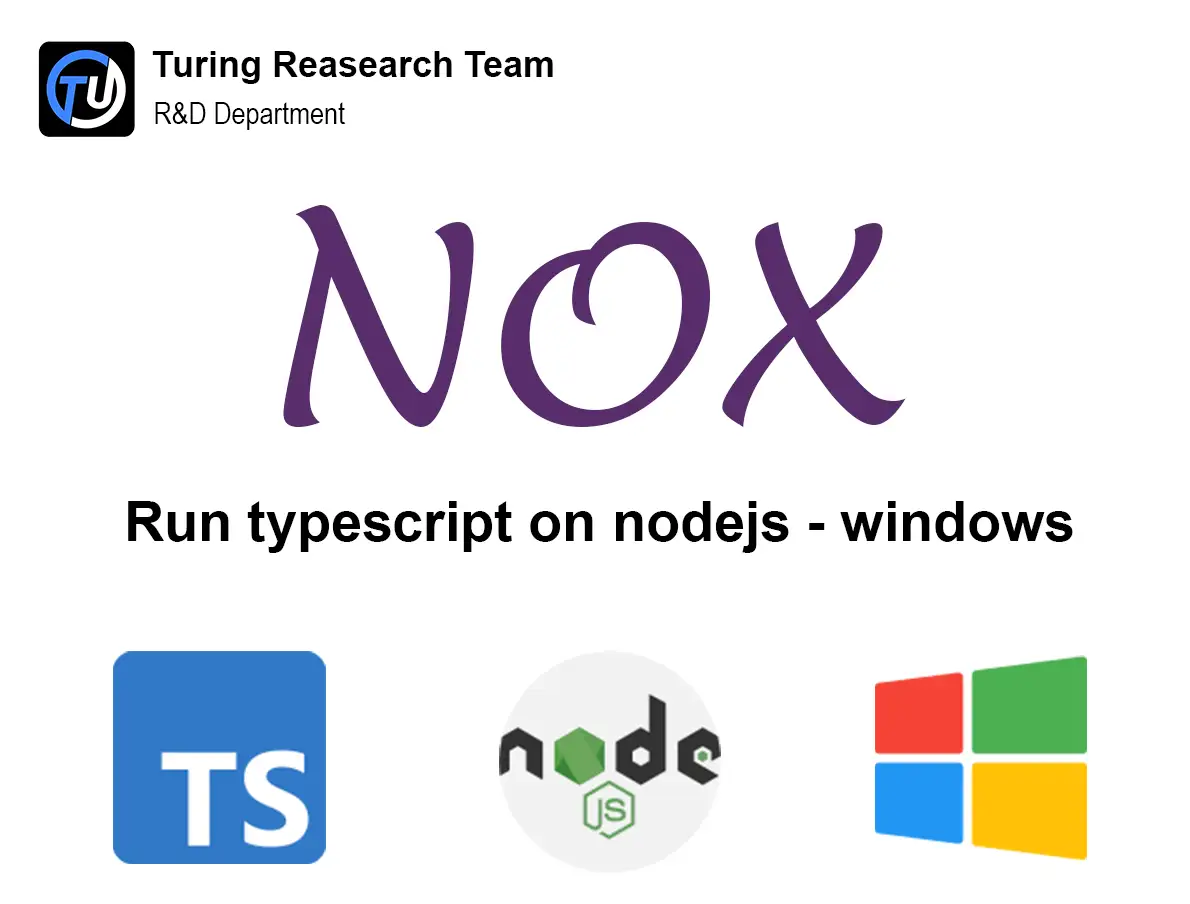 TU
Turing Reasearch Team
R&D Department
NOX
Run typescript on nodejs - windows
TS
node
JS